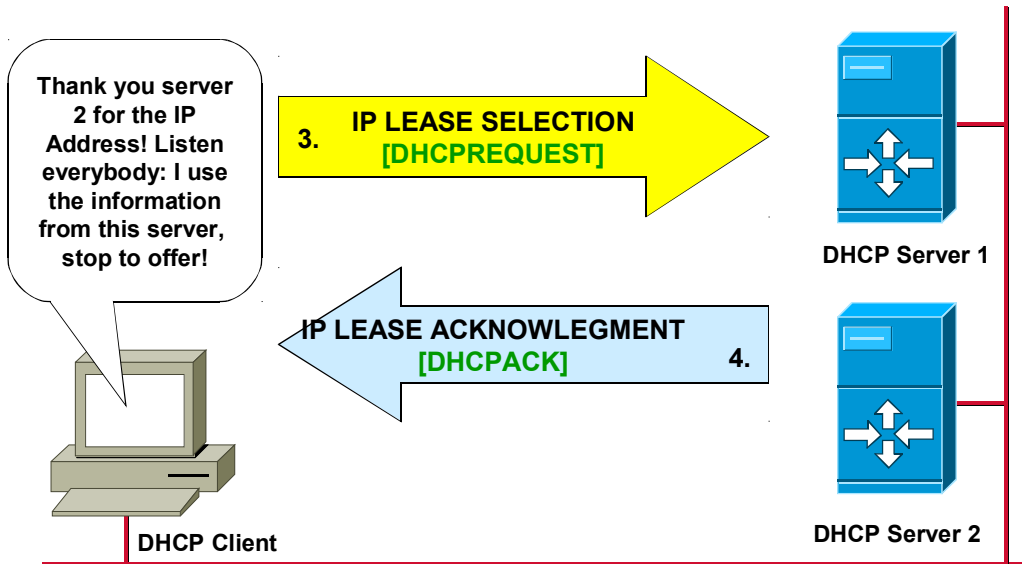 Thank you server
2 for the IP
Address! Listen
everybody: I use
the information
from this server,
stop to offer!
3.
IP LEASE SELECTION
[DHCPREQUEST]
DHCP Server 1
IP LEASE ACKNOWLEGMENT
[DHCPACK]
4.
DHCP Client
DHCP Server 2